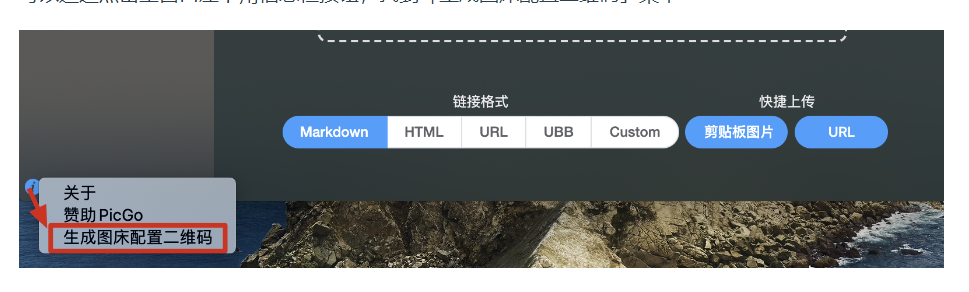 链接格式
快捷上传
Markdown
HTML
URL
UBB
Custom
剪贴板图片
URL
关于
赞助 PicGo
生成图床配置二维码